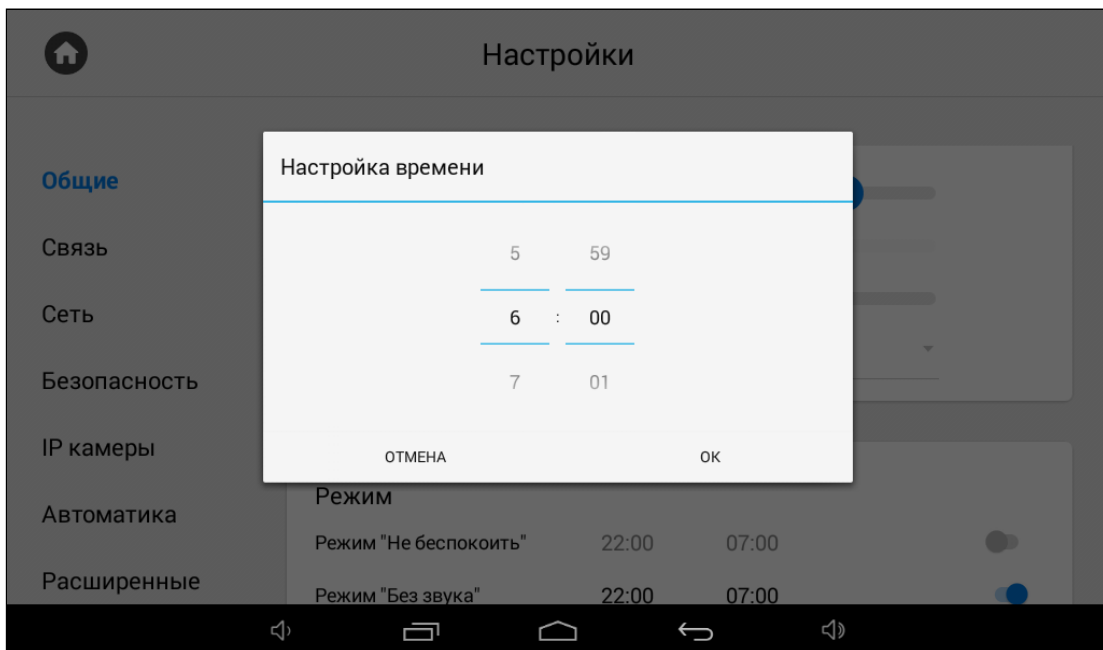 Настройки
Общие
Связь
Сеть
Безопасность
IP камеры
Автоматика
Расширенные
Настройка времени
5 59
6 : 00
7 01
ОТМЕНА ОК
Режим
Режим "Не беспокоить" 22:00 07:00
Режим "Без звука" 22:00 07:00